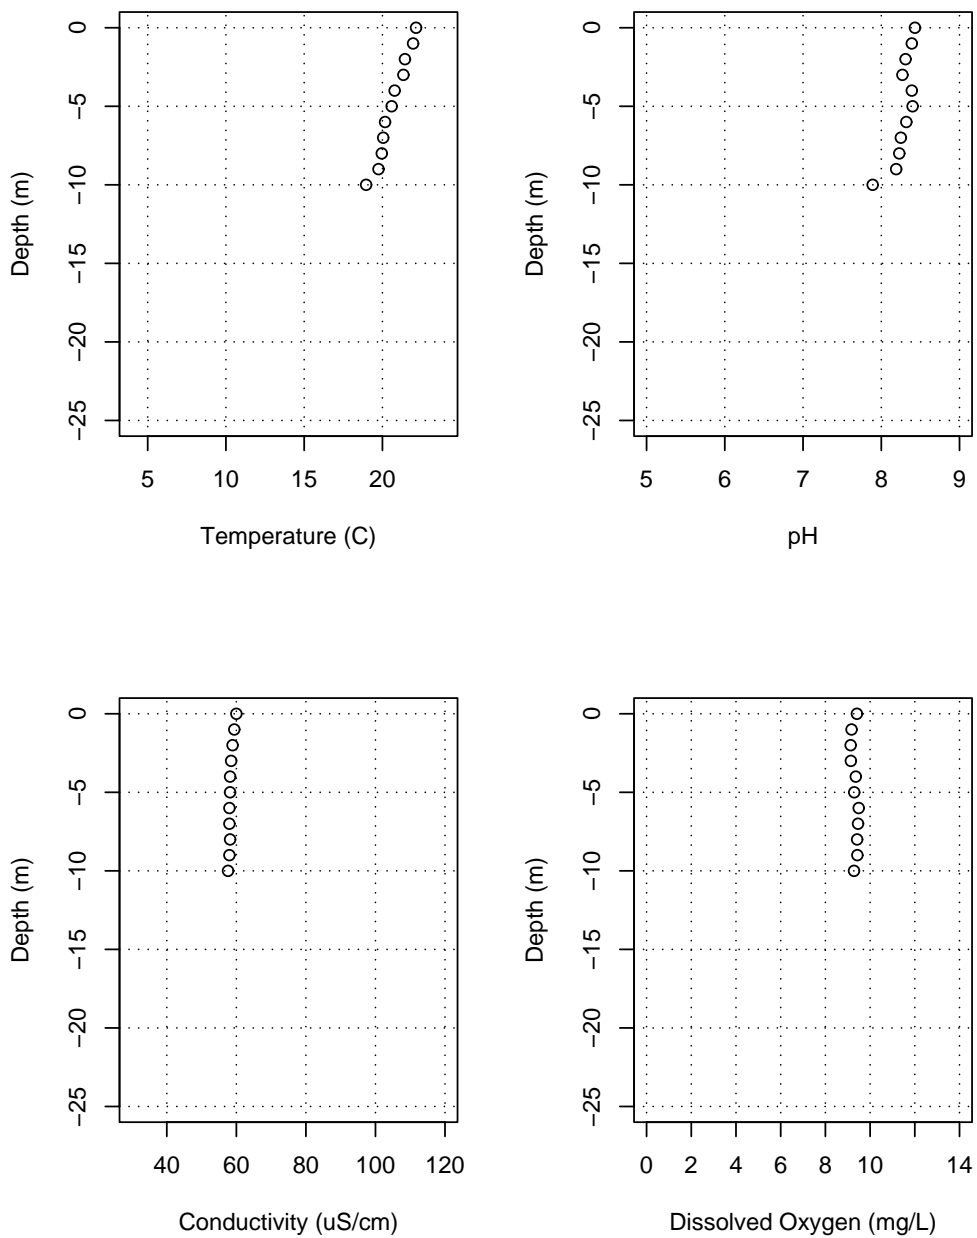 0
−5
−10
−15
−20
−25
Depth (m)
5 10 15 20
Temperature (C)
0
−5
−10
−15
−20
−25
Depth (m)
5 6 7 8 9
pH
0
−5
−10
−15
−20
−25
Depth (m)
40 60 80 100 120
Conductivity (uS/cm)
0
−5
−10
−15
−20
−25
Depth (m)
0 2 4 6 8 10 14
Dissolved Oxygen (mg/L)